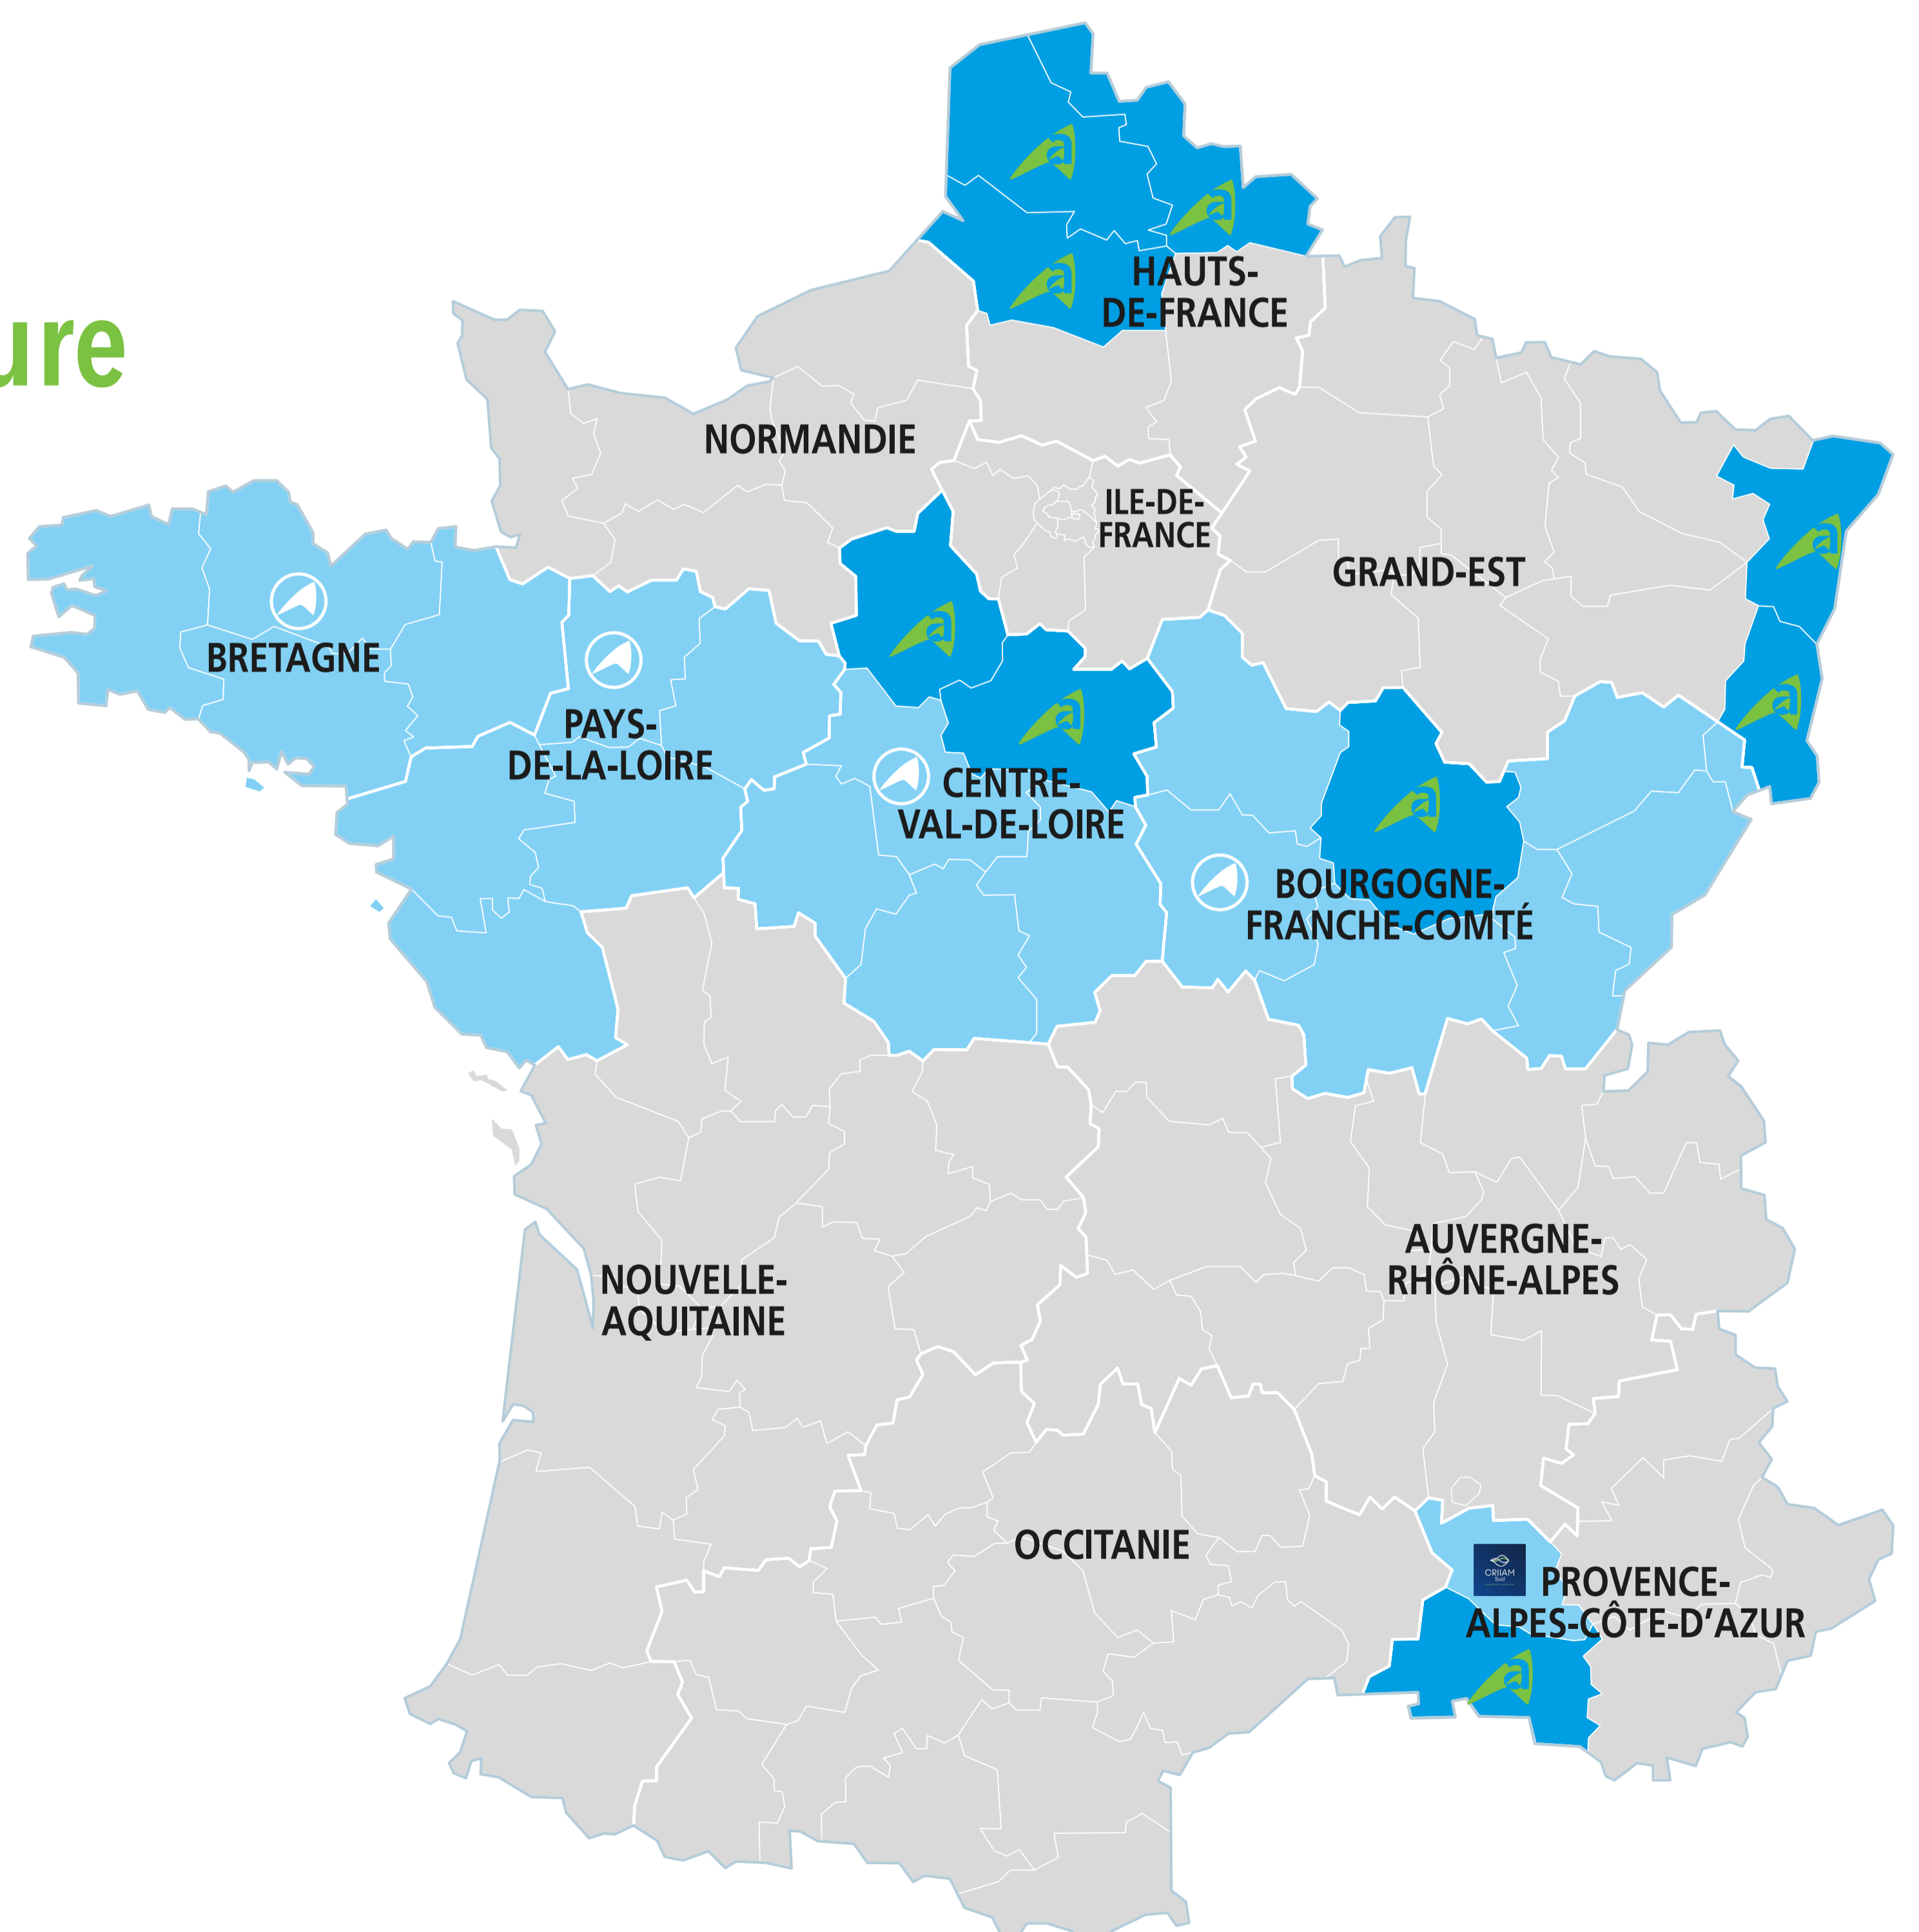 ure
HAUTS-
DE-FRANCE
NORMANDIE
ILE-DE-
FRANCE
GRAND-EST
BRETAGNE
PAYS-
DE-LA-LOIRE
CENTRE-
VAL-DE-LOIRE
BOURGOGNE-
FRANCHE-COMTÉ
AUVERGNE-
RHÔNE-ALPES
NOUVELLE-
AQUITAINE
OCCITANIE
CRIIAM
Sud
PROVENCE-
ALPES-CÔTE-D’AZUR